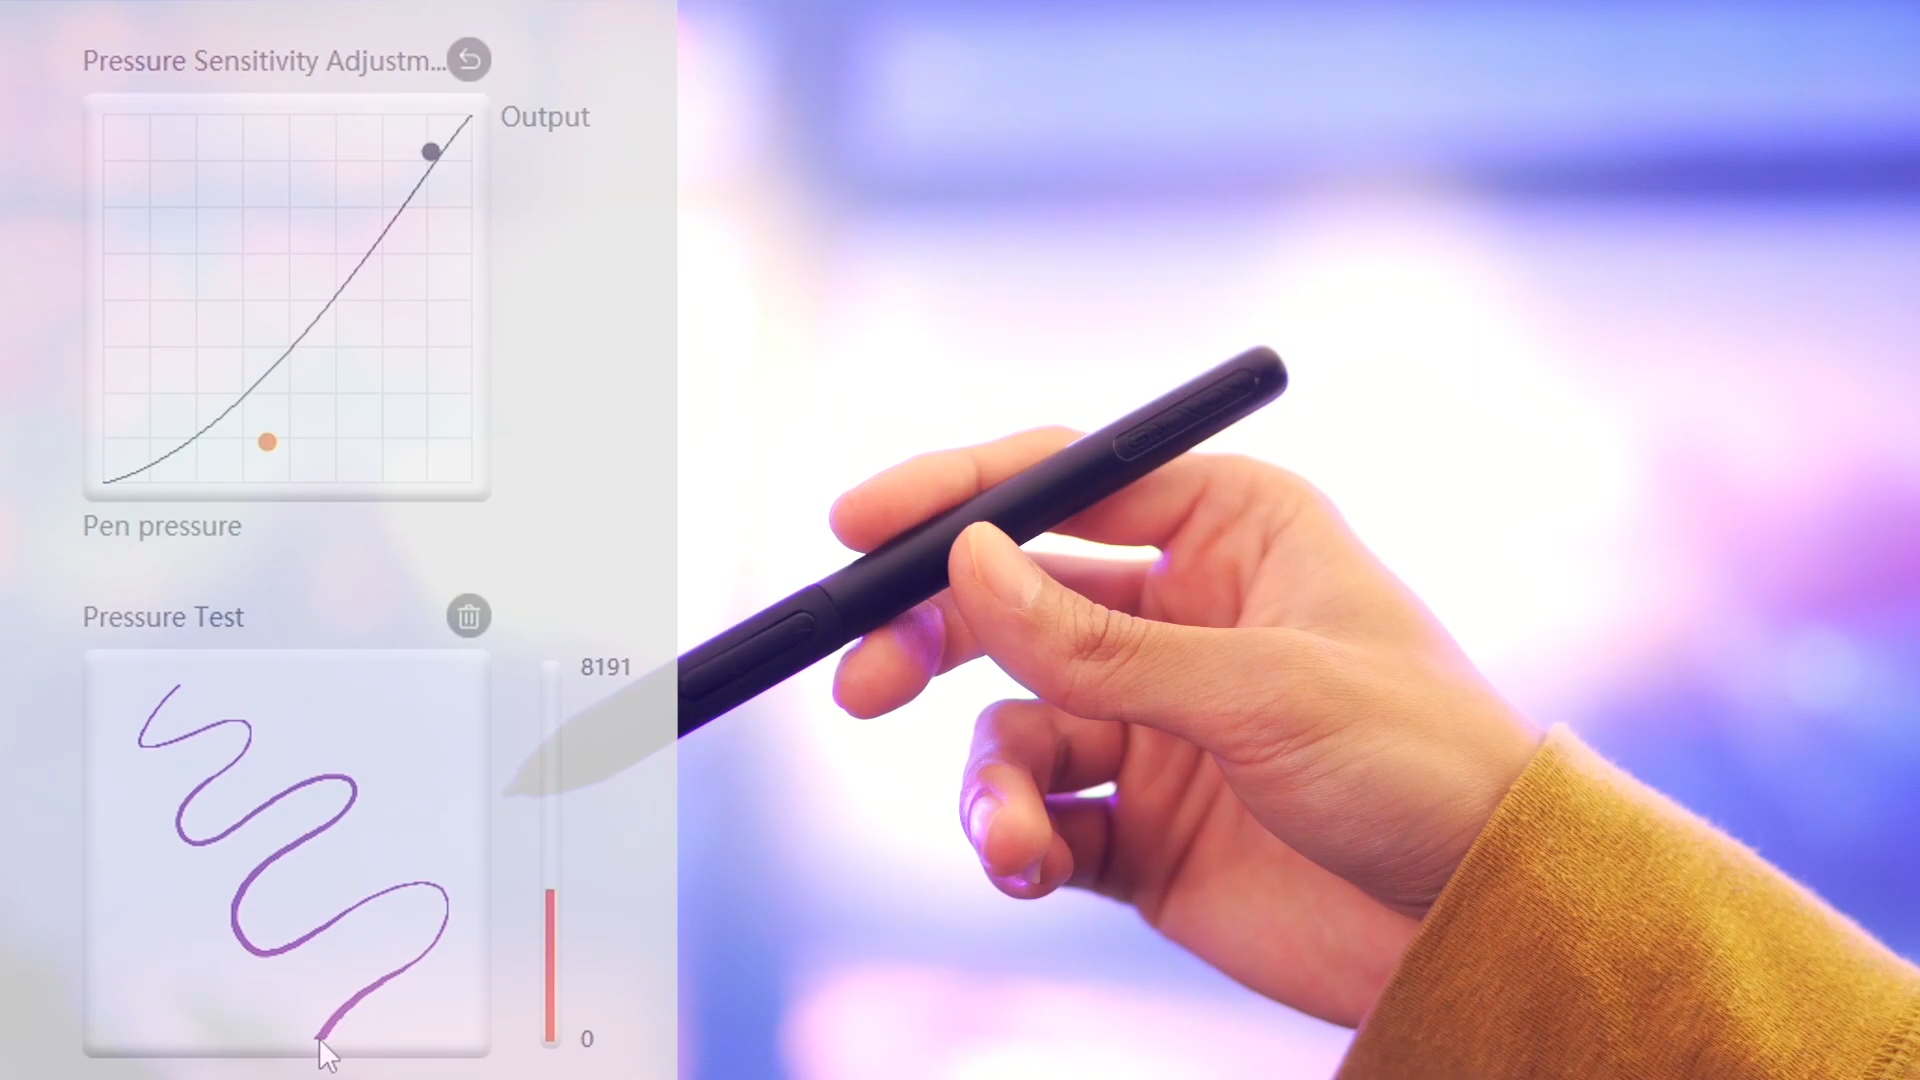 Pressure Sensitivity Adjustm...
Output
Pen pressure
Pressure Test
8191
0